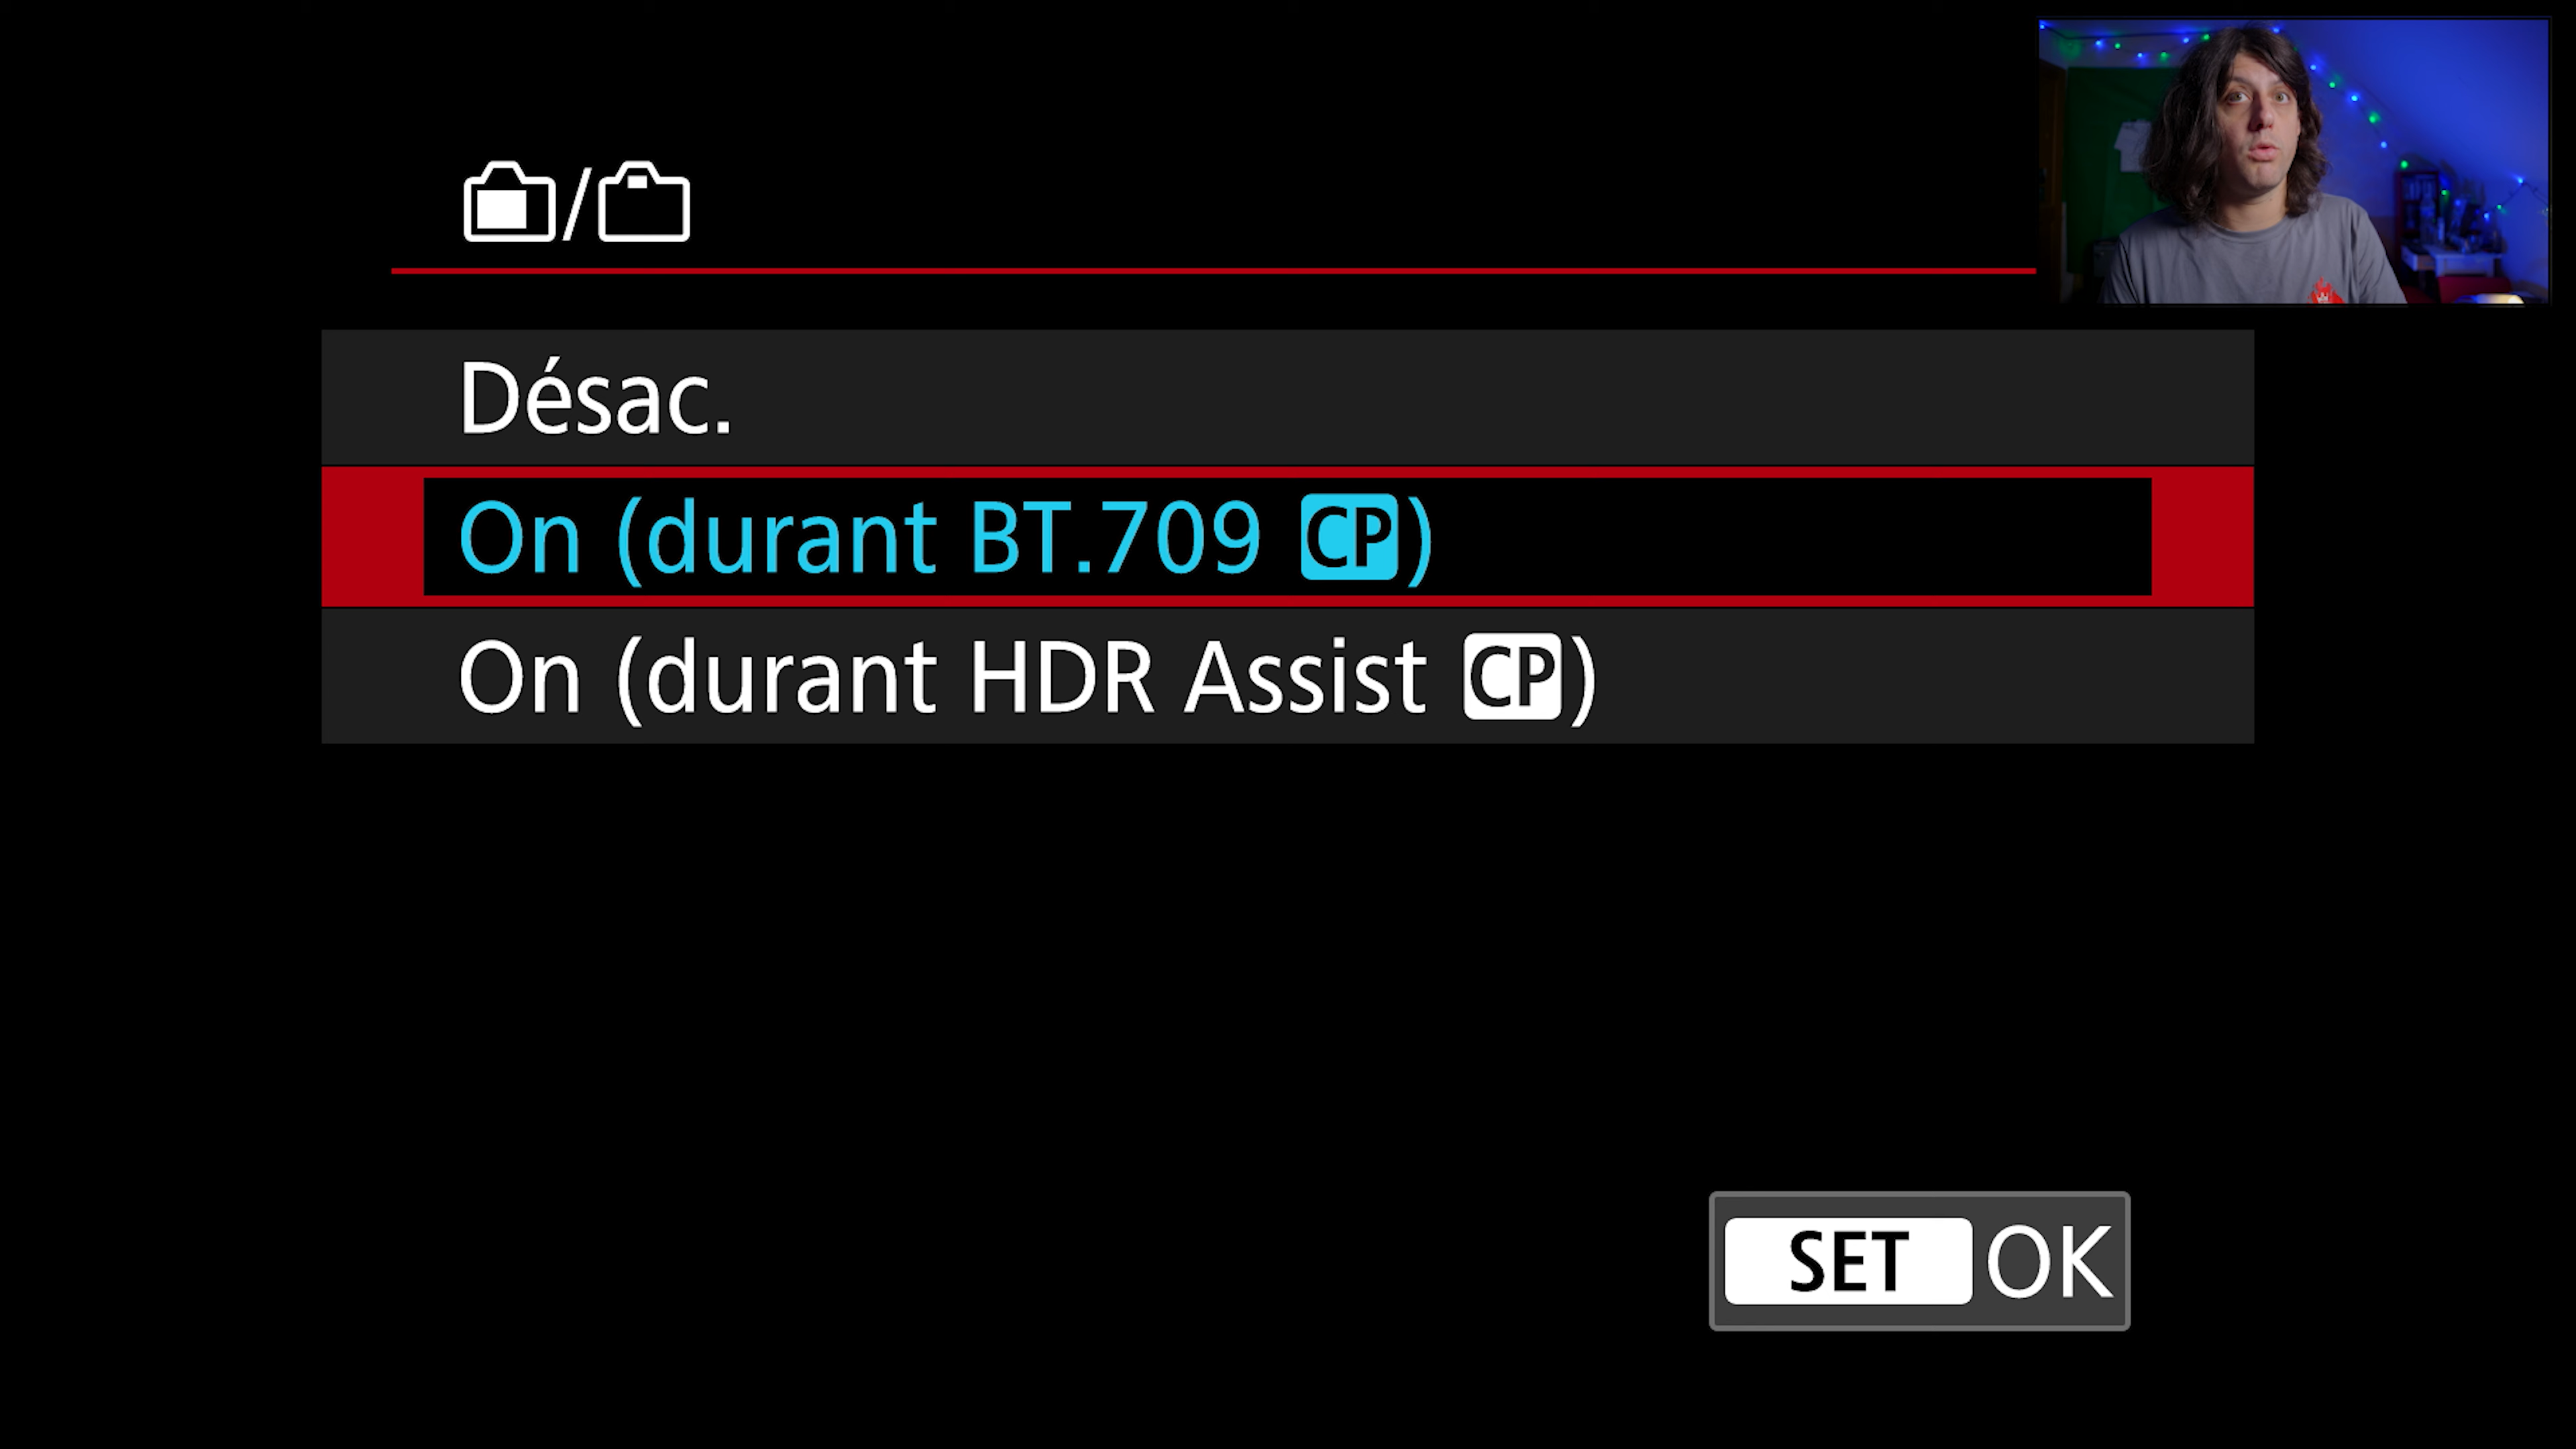 Désac.
On (durant BT.709 CP)
On (durant HDR Assist CP)
SET OK